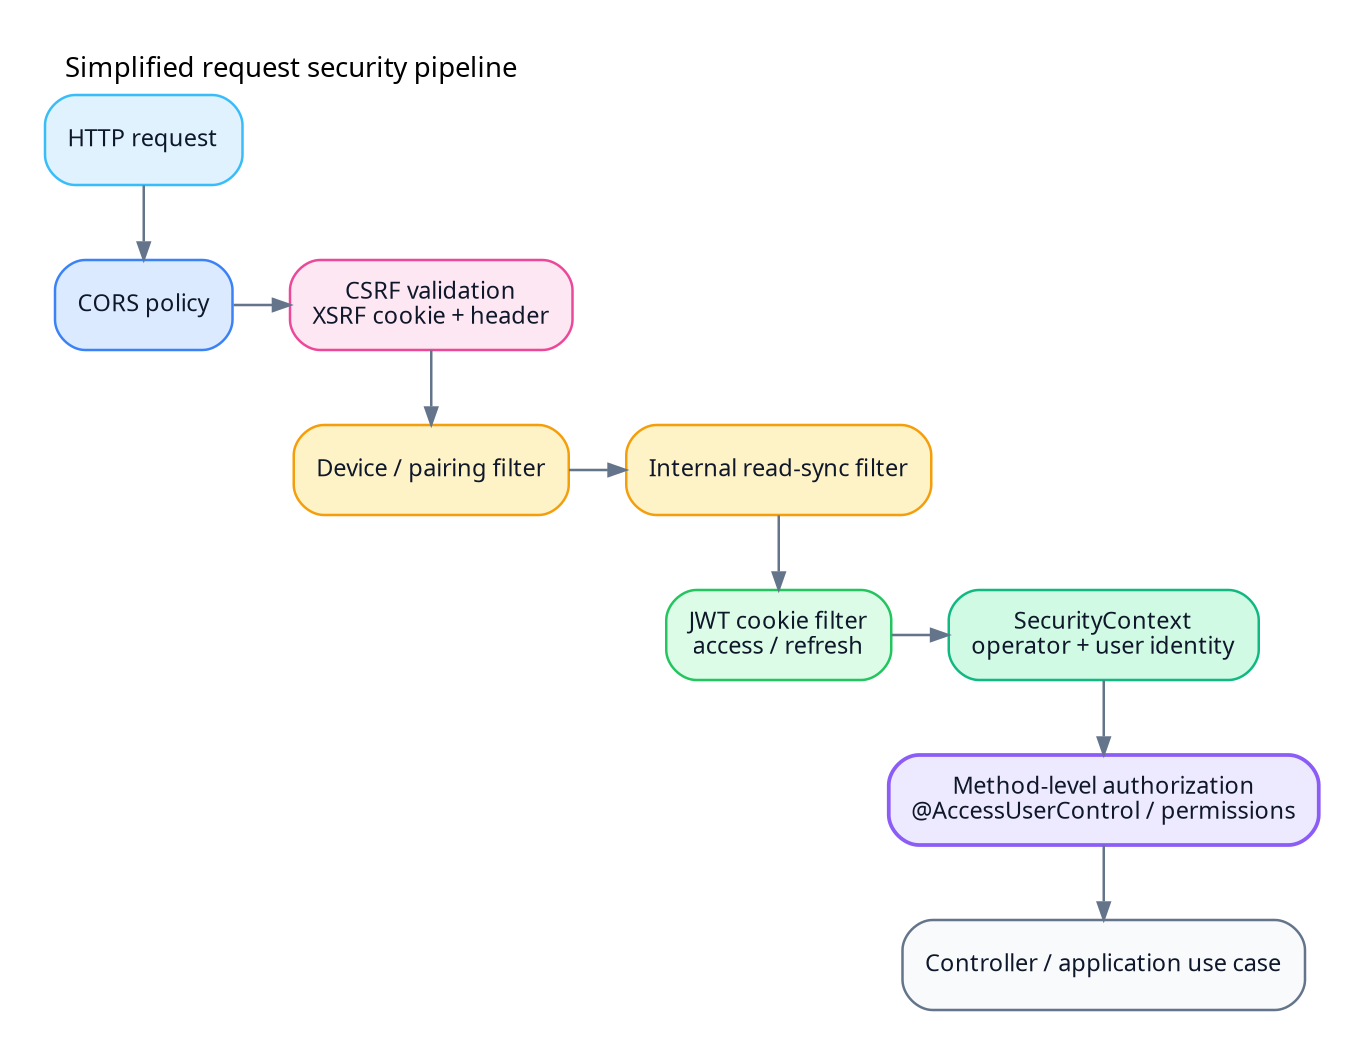 Simplified request security pipeline
HTTP request
CORS policy
CSRF validation
XSRF cookie + header
Device / pairing filter
Internal read-sync filter
JWT cookie filter
access / refresh
SecurityContext
operator + user identity
Method-level authorization
@AccessUserControl / permissions
Controller / application use case